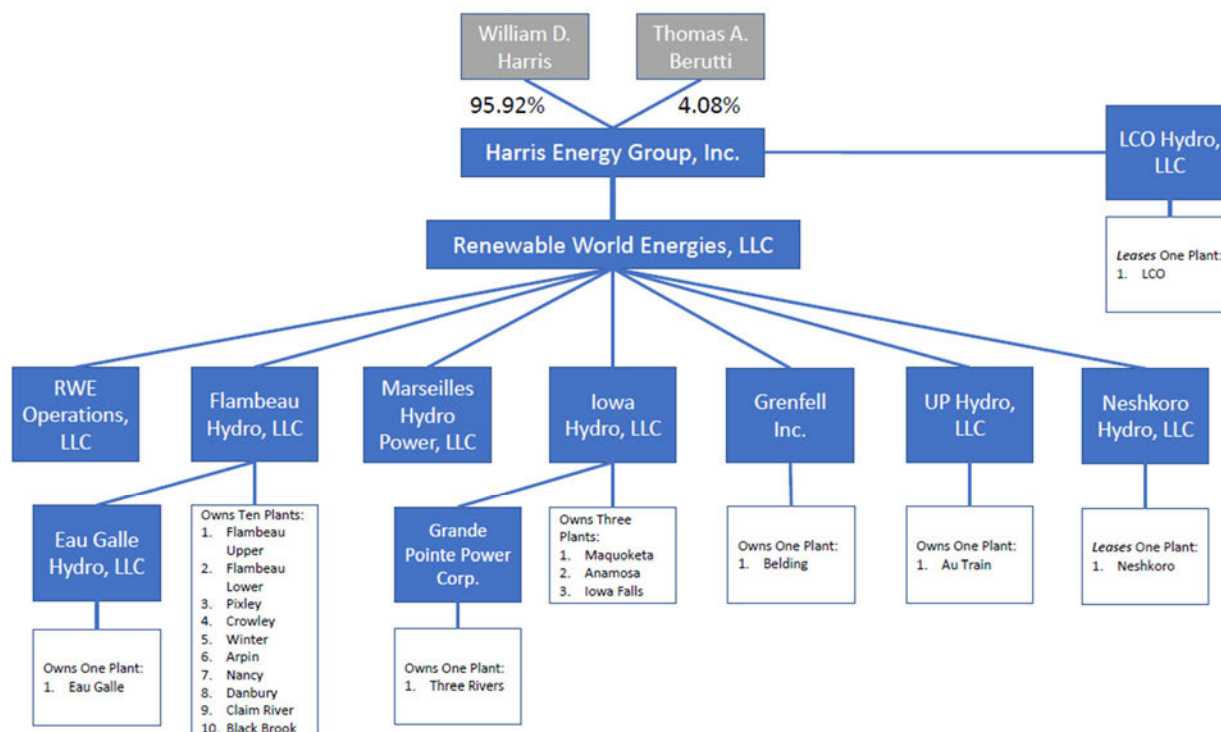 William D.
Harris
Thomas A.
Berutti
95.92%
4.08%
Harris Energy Group, Inc.
LCO Hydro,
LLC
Renewable World Energies, LLC
Leases One Plant:
1. LCO
RWE
Operations,
LLC
Flambeau
Hydro, LLC
Marseilles
Hydro
Power, LLC
Iowa
Hydro, LLC
Grenfell
Inc.
UP Hydro,
LLC
Neshkoro
Hydro, LLC
Eau Galle
Hydro, LLC
Owns Ten Plants:
1. Flambeau
Upper
2. Flambeau
Lower
3. Pixley
4. Crowley
5. Winter
6. Arpin
7. Nancy
8. Danbury
9. Claim River
10. Black Brook
Grande
Pointe Power
Corp.
Owns Three
Plants:
1. Maquoketa
2. Anamosa
3. Iowa Falls
Owns One Plant:
1. Belding
Owns One Plant:
1. Au Train
Leases One Plant:
1. Neshkoro
Owns One Plant:
1. Eau Galle
Owns One Plant:
1. Three Rivers